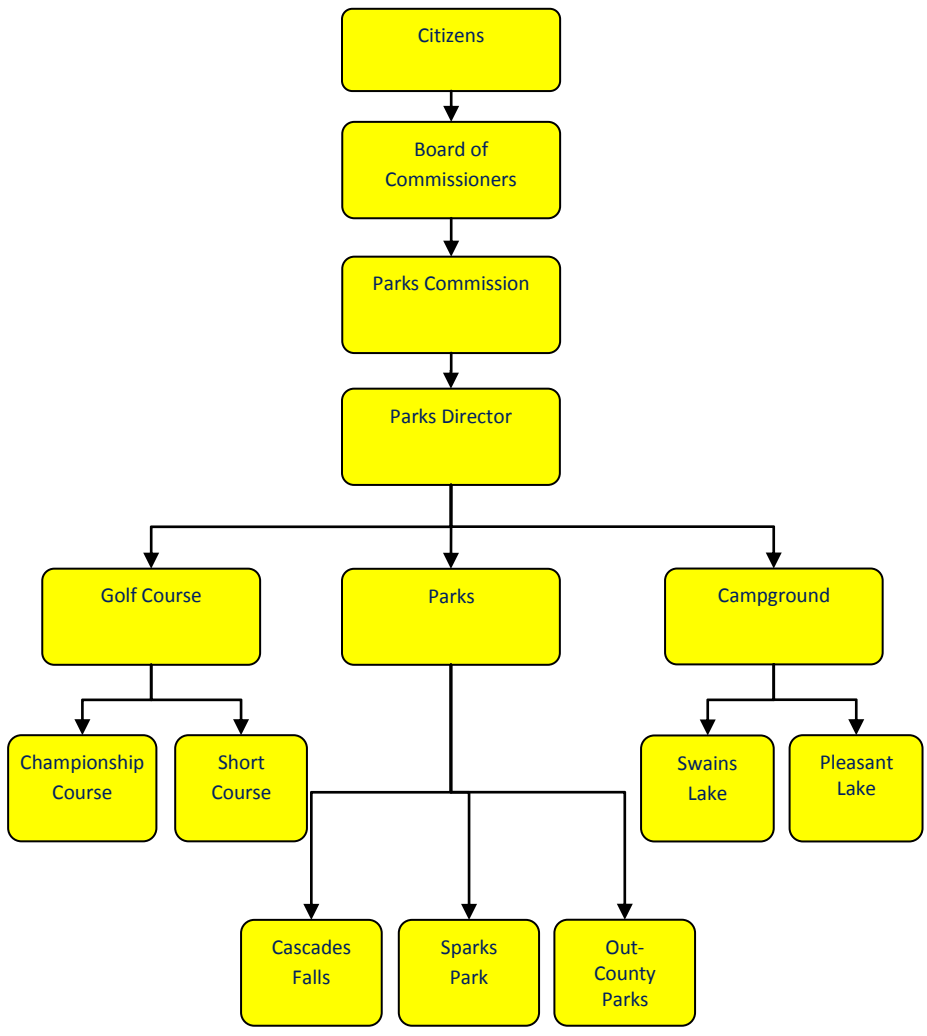 Citizens
Board of
Commissioners
Parks Commission
Parks Director
Golf Course
Parks
Campground
Championship
Course
Short
Course
Swains
Lake
Pleasant
Lake
Cascades
Falls
Sparks
Park
Out-
County
Parks